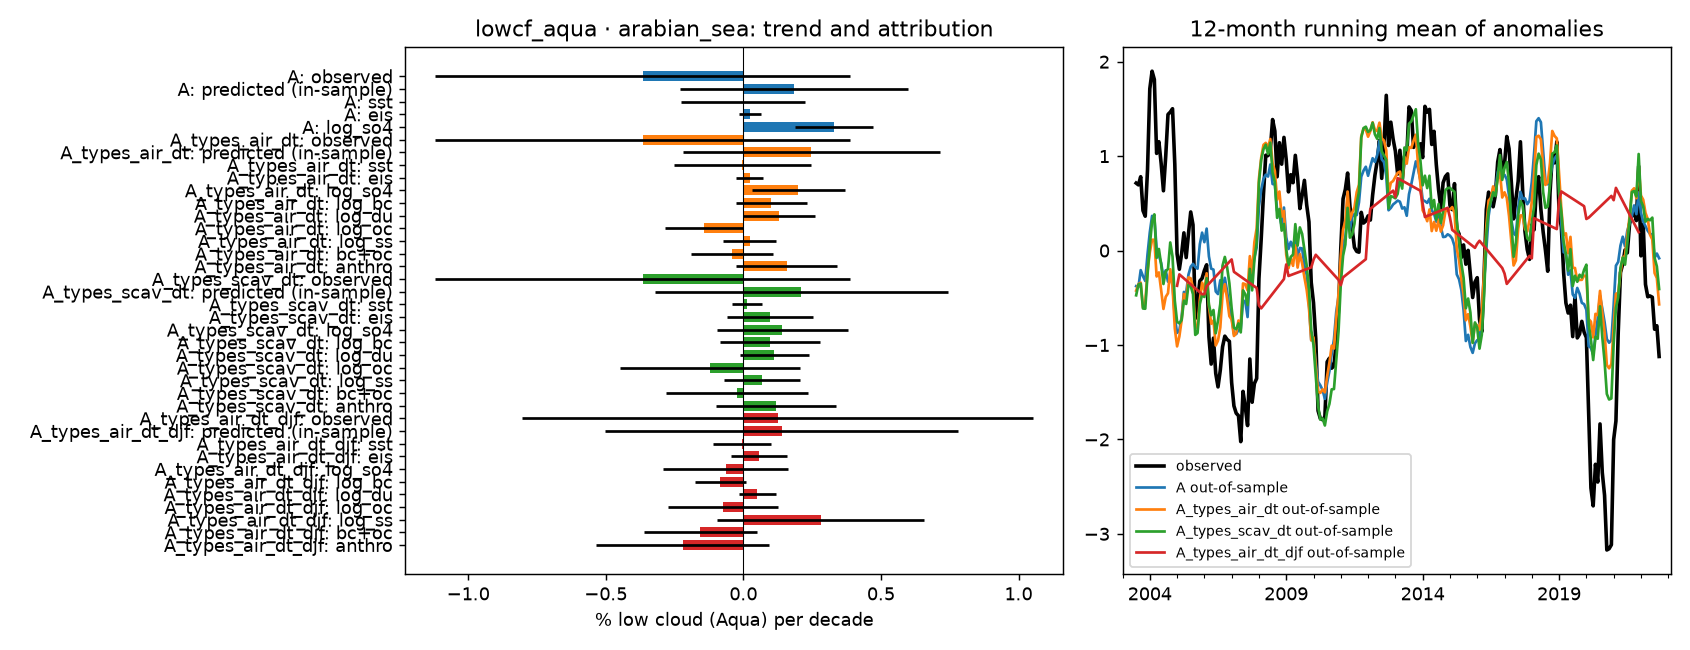 lowcf_aqua · arabian_sea: trend and attribution
A: observed
A: predicted (in-sample)
A: sst
A: eis
A: log_so4
A_types_air_dt: observed
A_types_air_dt: predicted (in-sample)
A_types_air_dt: sst
A_types_air_dt: eis
A_types_air_dt: log_so4
A_types_air_dt: log_bc
A_types_air_dt: log_du
A_types_air_dt: log_oc
A_types_air_dt: log_ss
A_types_air_dt: bc+oc
A_types_air_dt: anthro
A_types_scav_dt: observed
A_types_scav_dt: predicted (in-sample)
A_types_scav_dt: sst
A_types_scav_dt: eis
A_types_scav_dt: log_so4
A_types_scav_dt: log_bc
A_types_scav_dt: log_du
A_types_scav_dt: log_oc
A_types_scav_dt: log_ss
A_types_scav_dt: bc+oc
A_types_scav_dt: anthro
A_types_air_dt_djf: observed
A_types_air_dt_djf: predicted (in-sample)
A_types_air_dt_djf: sst
A_types_air_dt_djf: eis
A_types_air_dt_djf: log_so4
A_types_air_dt_djf: log_bc
A_types_air_dt_djf: log_du
A_types_air_dt_djf: log_oc
A_types_air_dt_djf: log_ss
A_types_air_dt_djf: bc+oc
A_types_air_dt_djf: anthro
−1.0 −0.5 0.0 0.5 1.0
% low cloud (Aqua) per decade
12-month running mean of anomalies
2
1
0
−1
−2
−3
observed
A out-of-sample
A_types_air_dt out-of-sample
A_types_scav_dt out-of-sample
A_types_air_dt_djf out-of-sample
2004 2009 2014 2019